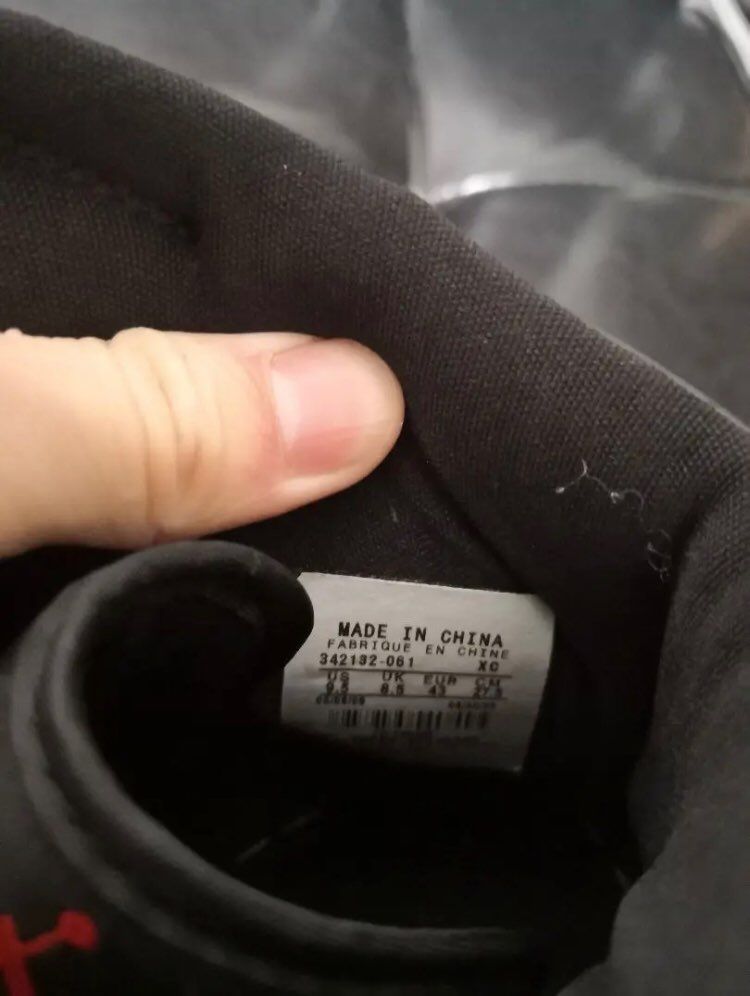 MADE IN CHINA
FABRIQUE EN CHINE
342132-061 XC
US UK EUR CM
9.5 8.5 43 27.5